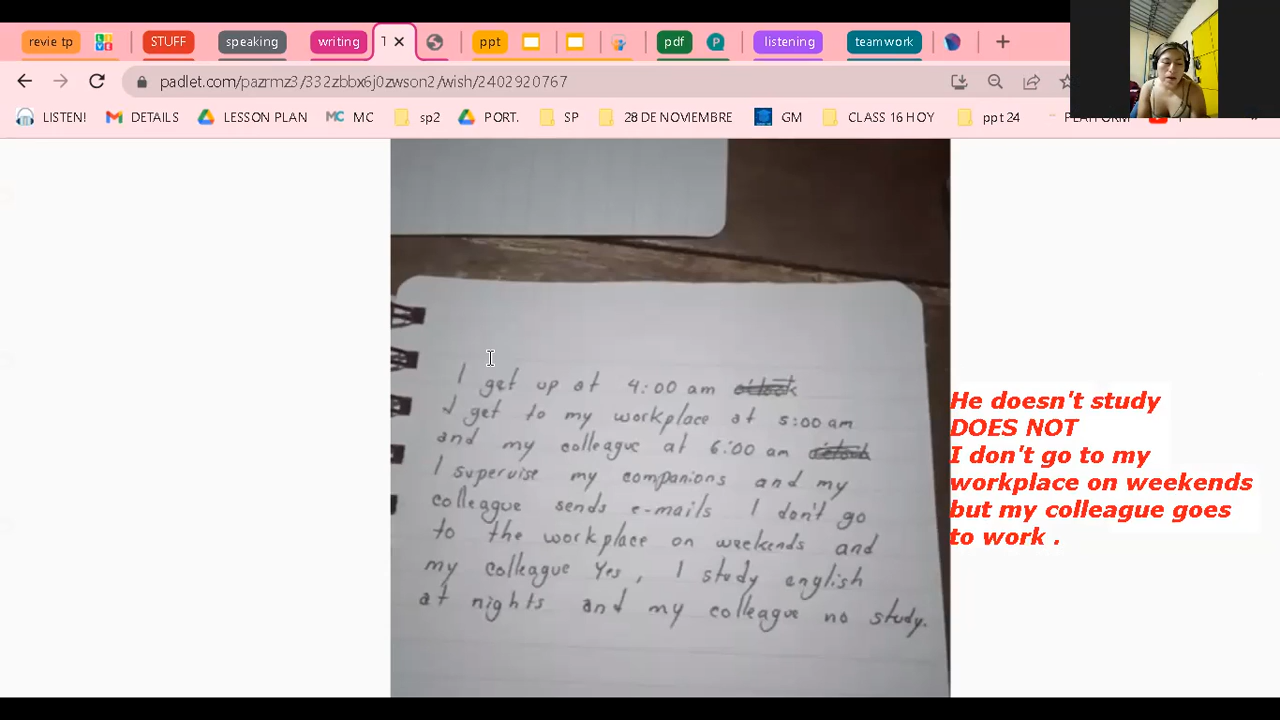 revie tp
STUFF
speaking
writing
ppt
pdf
listening
teamwork
padlet.com/pazrmz3/332zbbx6j0zwson2/wish/2402920767
LISTEN!
DETAILS
LESSON PLAN
MC
sp2
PORT.
SP
28 DE NOVIEMBRE
GM
CLASS 16 HOY
ppt 24
I get up at 4:00 am
I get to my workplace at 5:00 am
and my colleague at 6:00 am
I supervise my companions and my
colleague sends e-mails I don't go
to the workplace on weekends and
my colleague Yes, I study english
at nights and my colleague no study.
He doesn't study
DOES NOT
I don't go to my
workplace on weekends
but my colleague goes
to work .